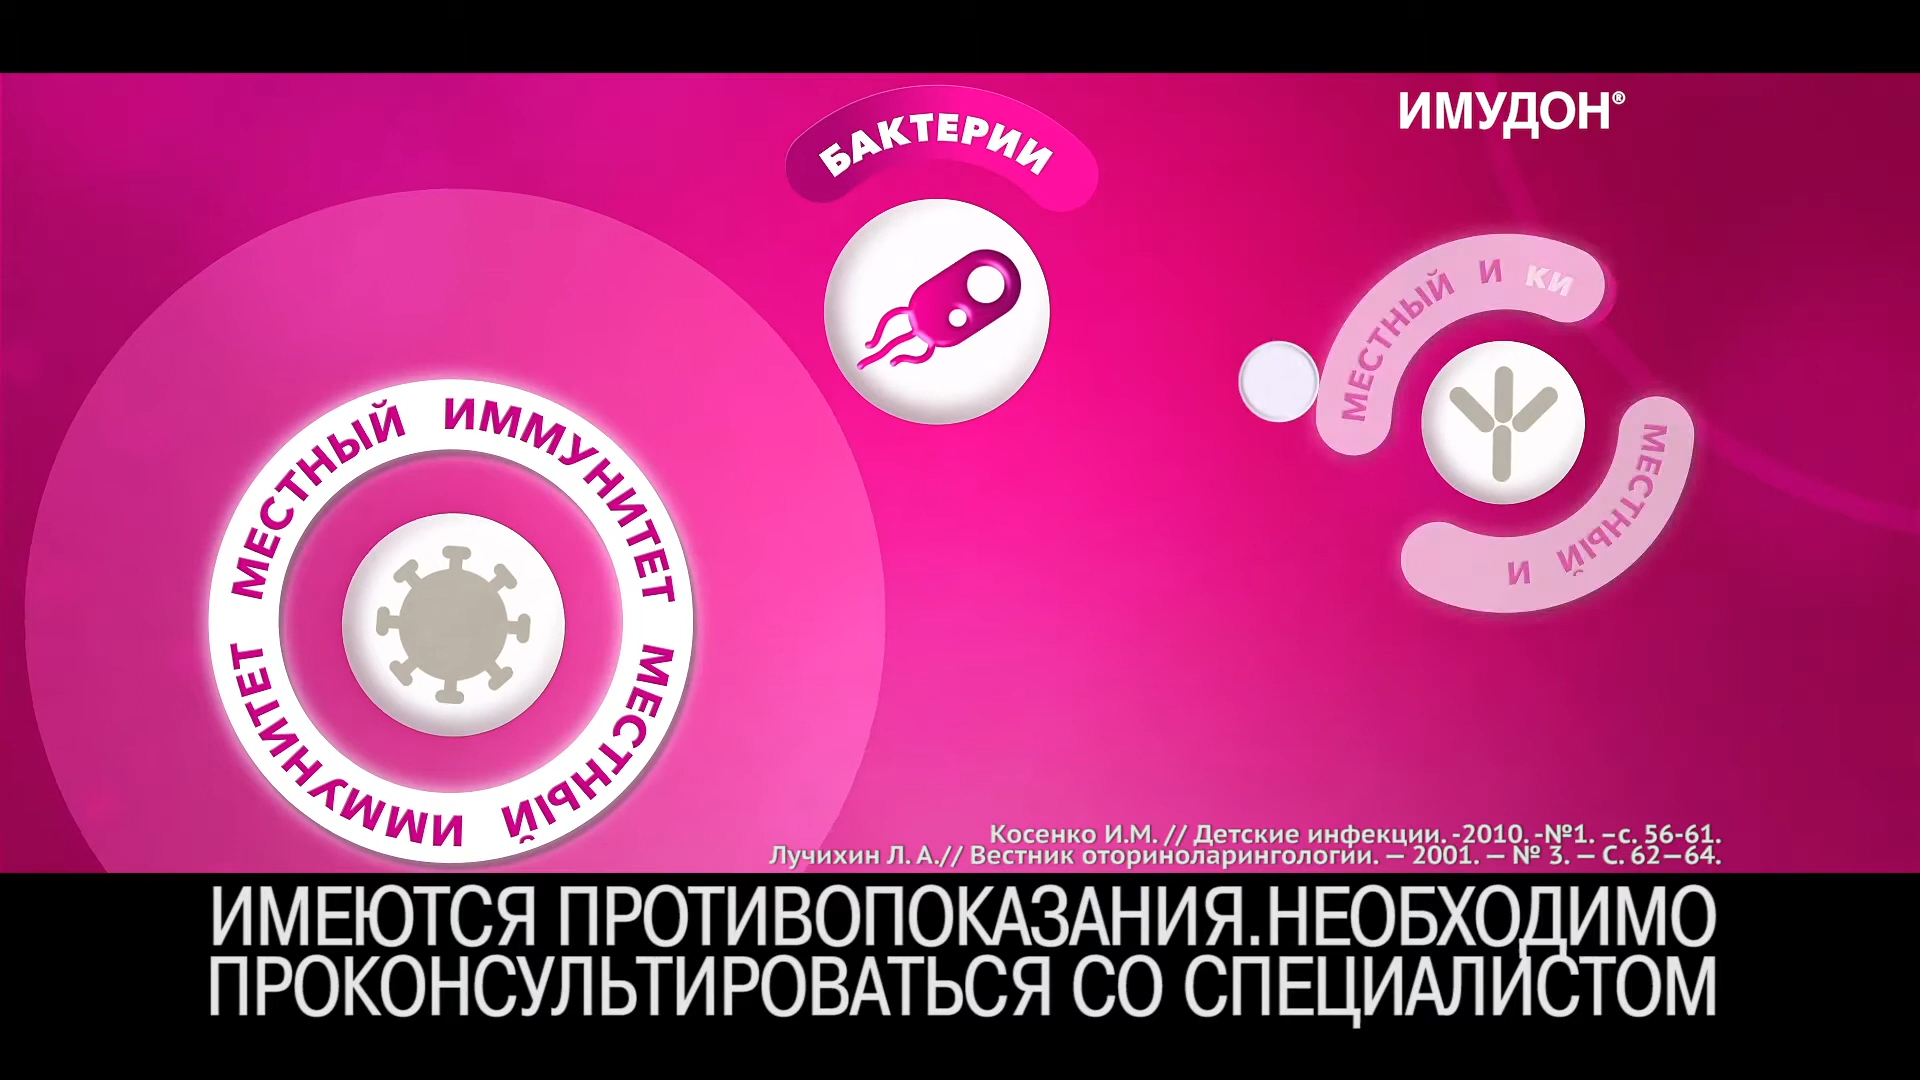 ИМУДОН®
БАКТЕРИИ
МЕСТНЫЙ И КИ
МЕСТНЫЙ И
МЕСТНЫЙ ИММУНИТЕТ
МЕСТНЫЙ ИММУНИТЕТ
Косенко И.М. // Детские инфекции. -2010. -№1. –с. 56-61.
Лучихин Л. А.// Вестник оториноларингологии. — 2001. — № 3. — С. 62—64.
ИМЕЮТСЯ ПРОТИВОПОКАЗАНИЯ.НЕОБХОДИМО
ПРОКОНСУЛЬТИРОВАТЬСЯ СО СПЕЦИАЛИСТОМ